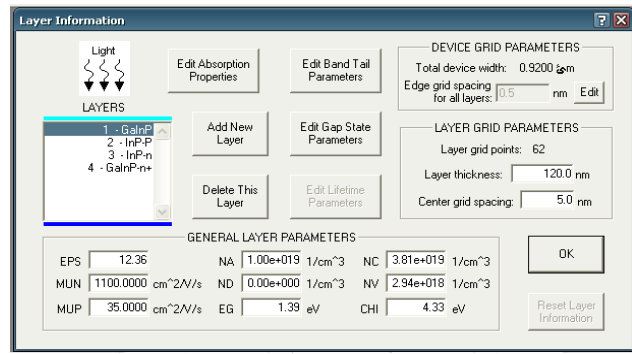 Layer Information
Light
LAYERS
1 - GaInP
2 - InP-P
3 - InP-n
4 - GaInP-n+
Edit Absorption
Properties
Edit Band Tail
Parameters
Add New
Layer
Edit Gap State
Parameters
Delete This
Layer
Edit Lifetime
Parameters
DEVICE GRID PARAMETERS
Total device width: 0.9200
Edge grid spacing
for all layers: 0.5 nm Edit
LAYER GRID PARAMETERS
Layer grid points: 62
Layer thickness: 120.0 nm
Center grid spacing: 5.0 nm
GENERAL LAYER PARAMETERS
EPS 12.36 NA 1.00e+019 1/cm^3 NC 3.81e+019 1/cm^3
MUN 1100.0000 cm^2/V/s ND 0.00e+000 1/cm^3 NV 2.94e+018 1/cm^3
MUP 35.0000 cm^2/V/s EG 1.39 eV CHI 4.33 eV
OK
Reset Layer
Information